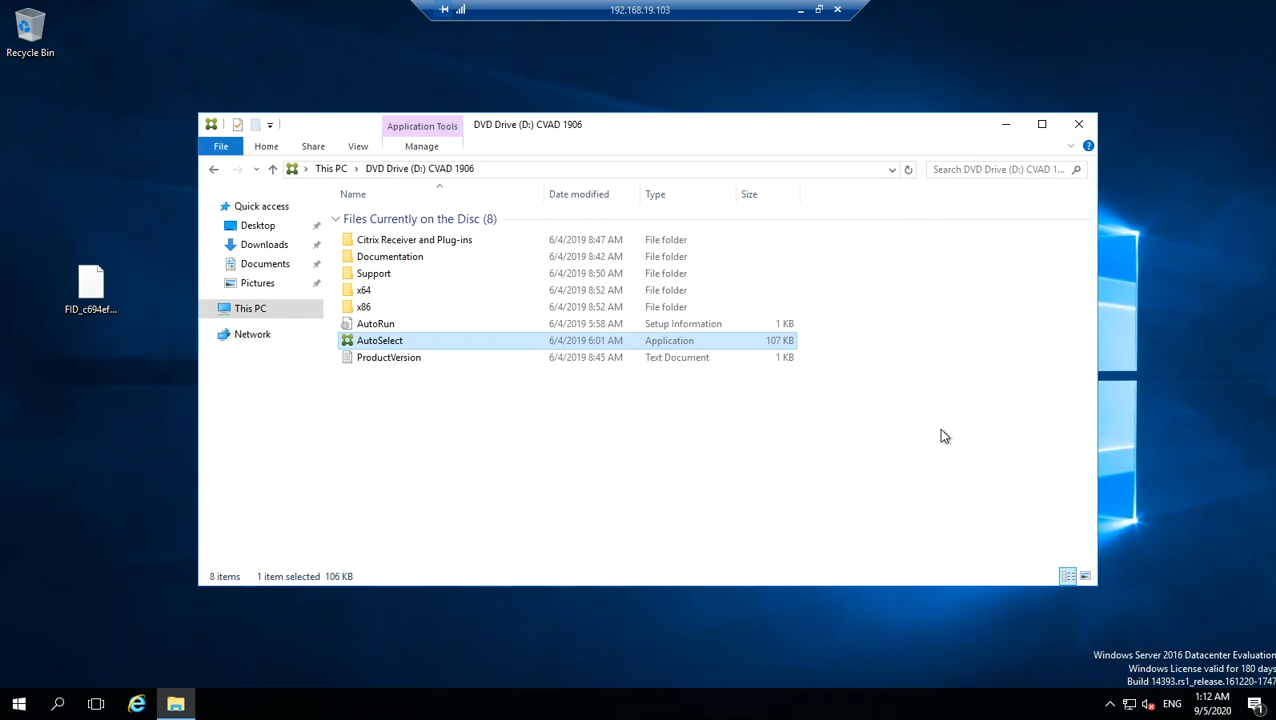 192.168.19.103
Recycle Bin
FID_c694ef...
Application Tools
DVD Drive (D:) CVAD 1906
File
Home
Share
View
Manage
This PC
DVD Drive (D:) CVAD 1906
Search DVD Drive (D:) CVAD 1...
Name
Date modified
Type
Size
Quick access
Desktop
Downloads
Documents
Pictures
This PC
Network
Files Currently on the Disc (8)
Citrix Receiver and Plug-ins 6/4/2019 8:47 AM File folder
Documentation 6/4/2019 8:42 AM File folder
Support 6/4/2019 8:50 AM File folder
x64 6/4/2019 8:52 AM File folder
x86 6/4/2019 8:52 AM File folder
AutoRun 6/4/2019 5:58 AM Setup Information 1 KB
AutoSelect 6/4/2019 6:01 AM Application 107 KB
ProductVersion 6/4/2019 8:45 AM Text Document 1 KB
8 items 1 item selected 106 KB
Windows Server 2016 Datacenter Evaluation
Windows License valid for 180 days
Build 14393.rs1_release.161220-1747
ENG
1:12 AM
9/5/2020
1